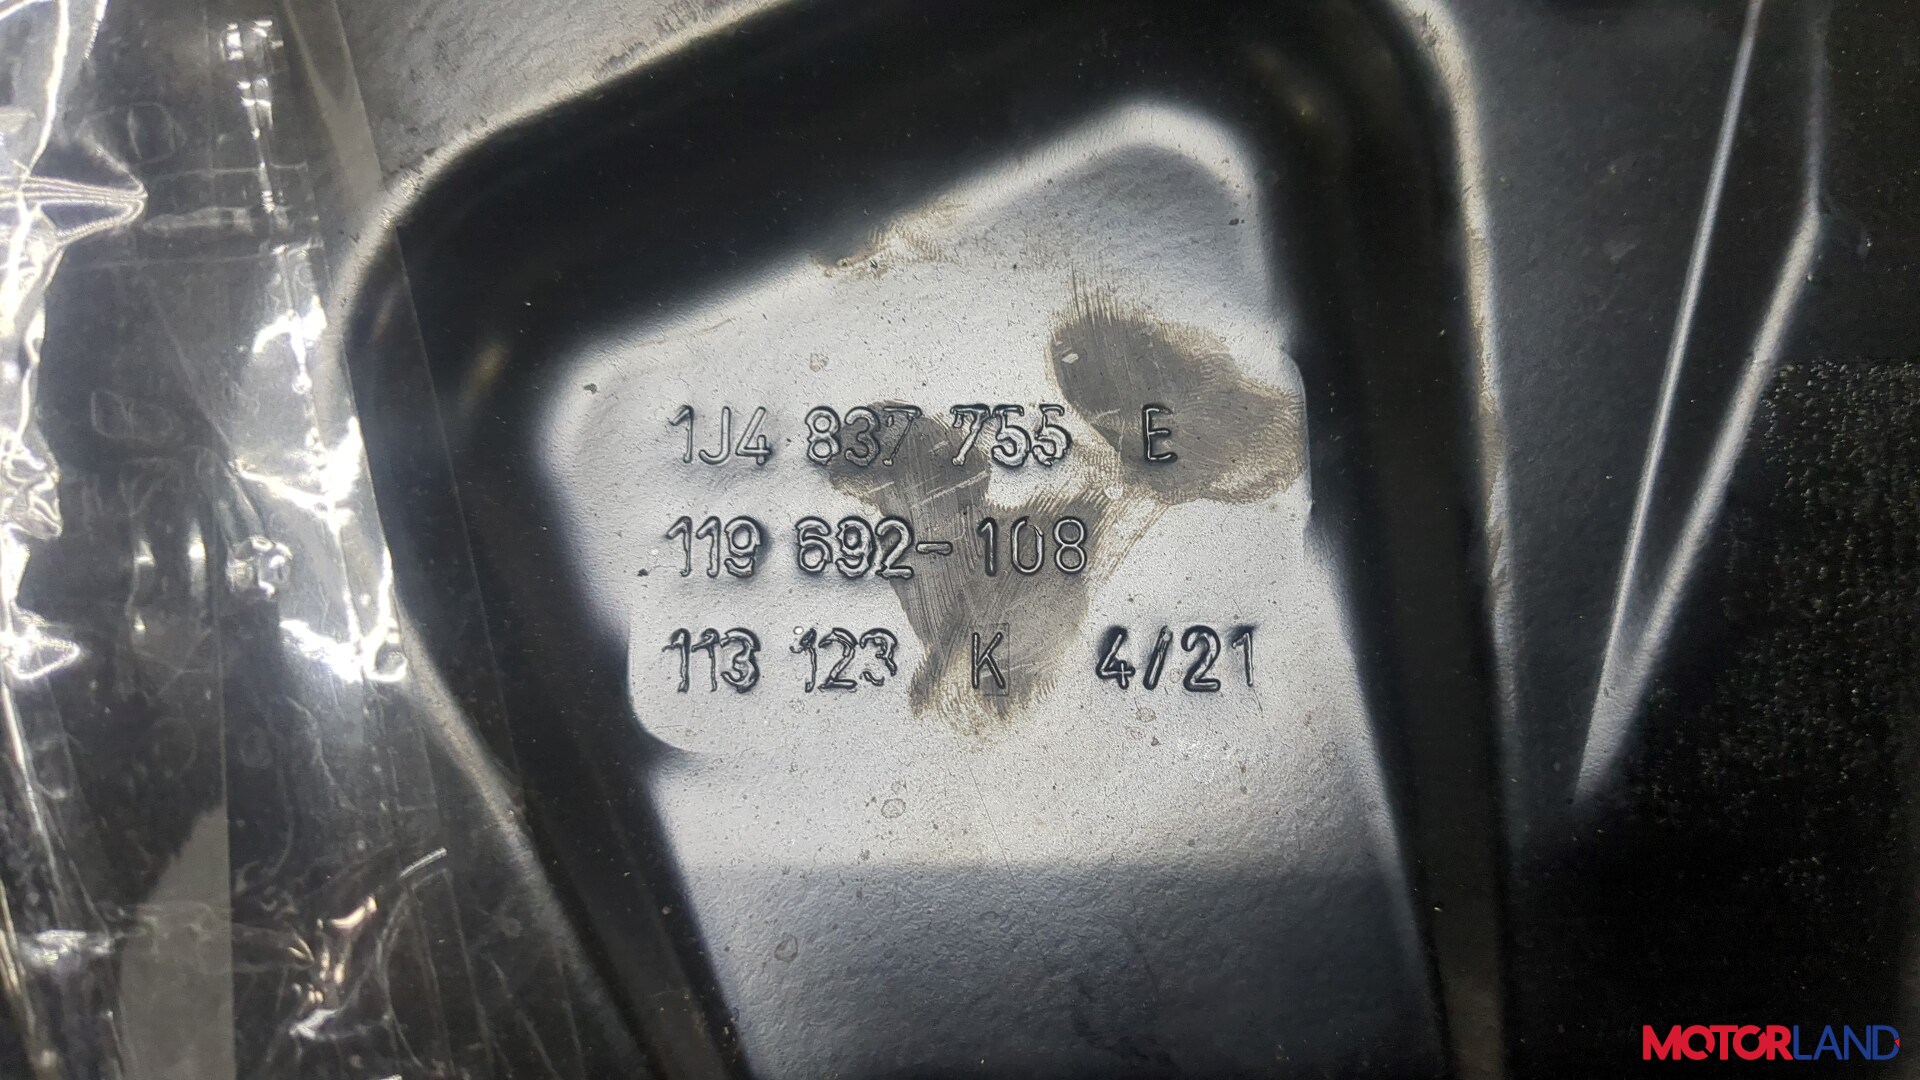 1J4 837 755 E
119 692-108
113 123 K 4/21
MOTORLAND